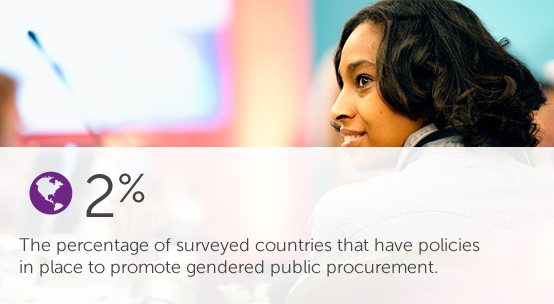 2%
The percentage of surveyed countries that have policies
in place to promote gendered public procurement.